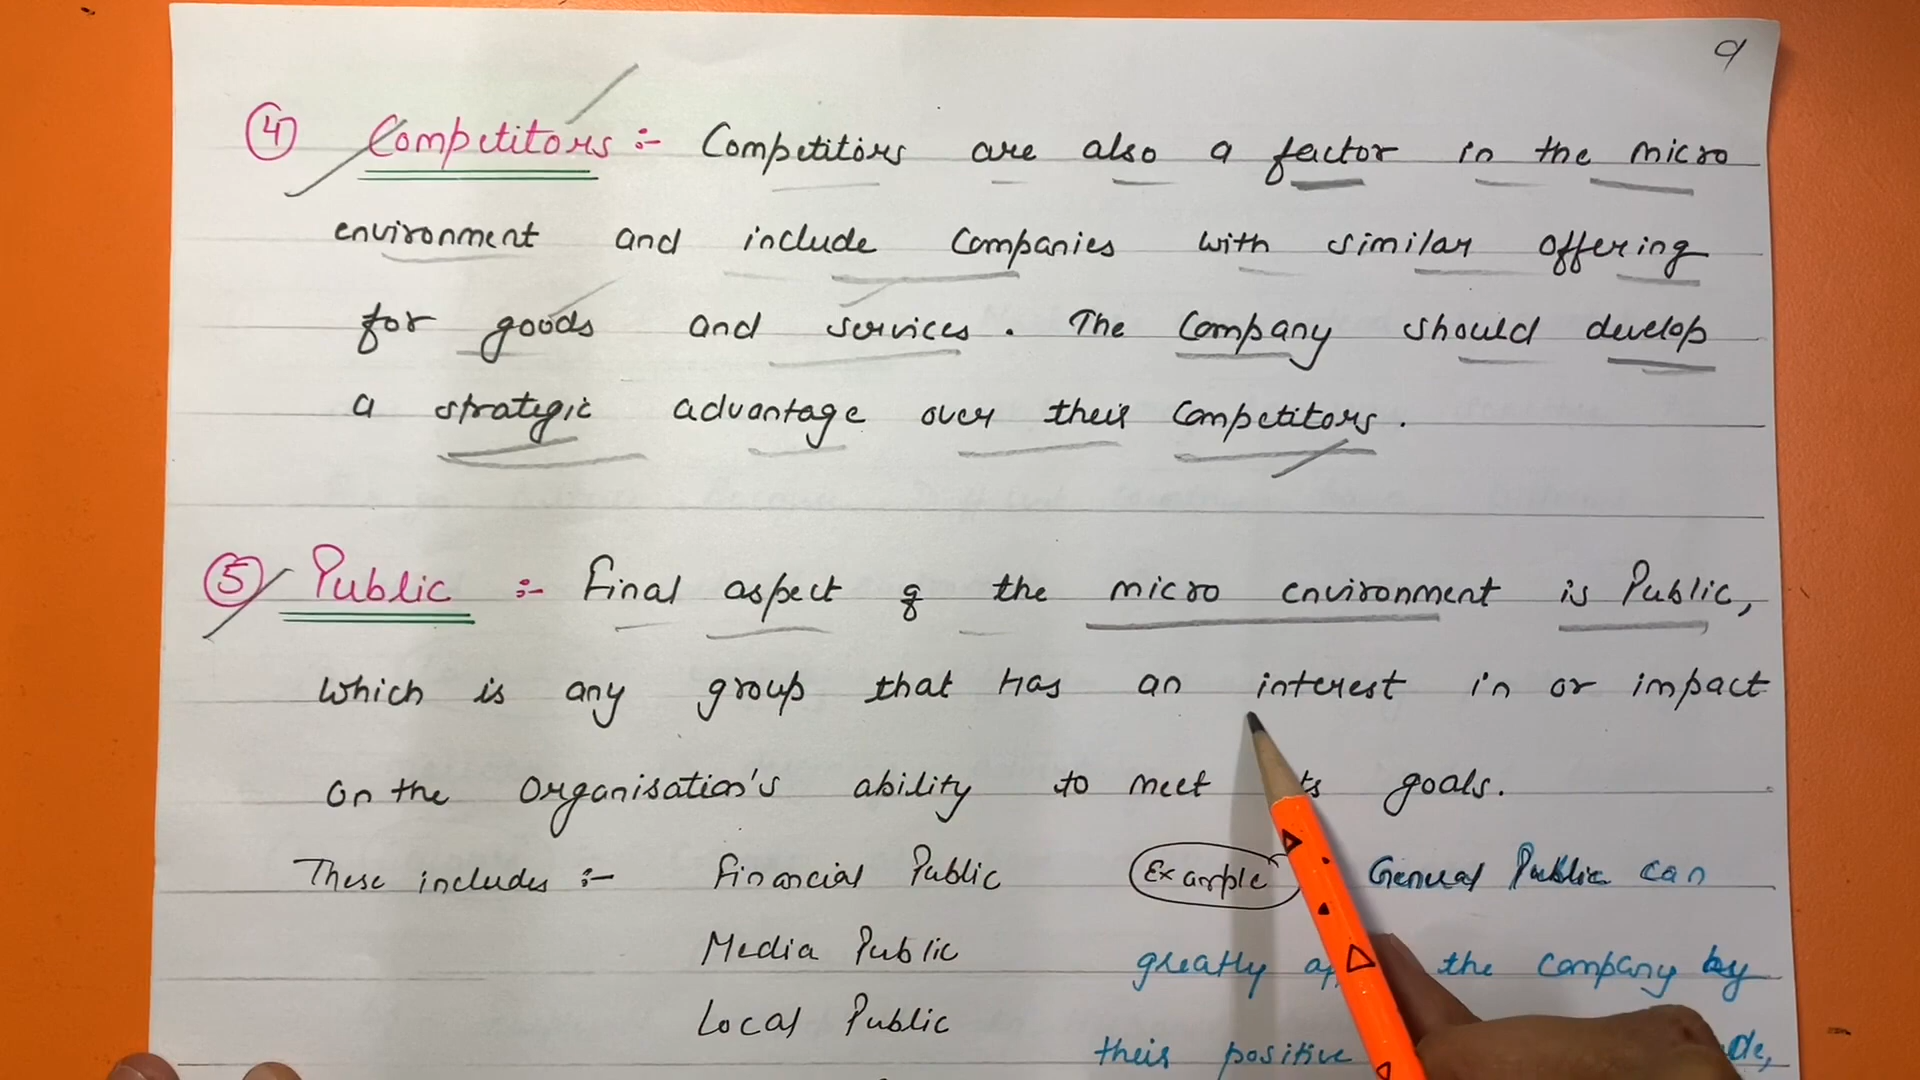 9
④ Competitors :- Competitors are also a factor in the micro
environment and include Companies with similar offering
for goods and services. The Company should develop
a strategic advantage over their Competitors.
⑤ Public :- Final aspect of the micro environment is Public,
which is any group that has an interest in or impact
on the Organisation's ability to meet goals.
These includes :- Financial Public
Media Public
Local Public
Example General Public can
greatly the company by
their positive